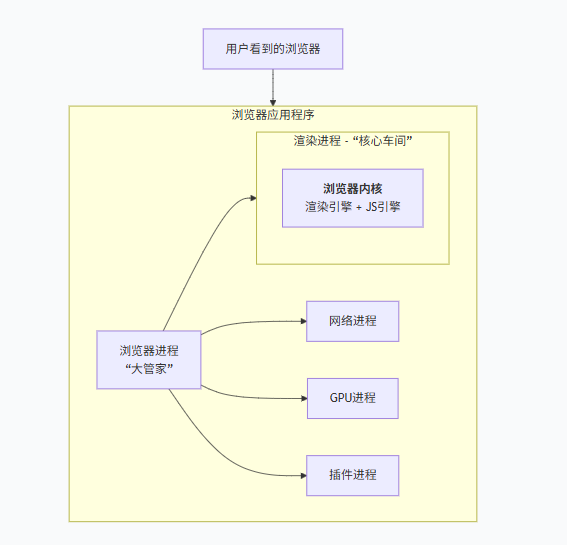 用户看到的浏览器
浏览器应用程序
渲染进程 - “核心车间”
浏览器内核
渲染引擎 + JS引擎
网络进程
浏览器进程
“大管家”
GPU进程
插件进程